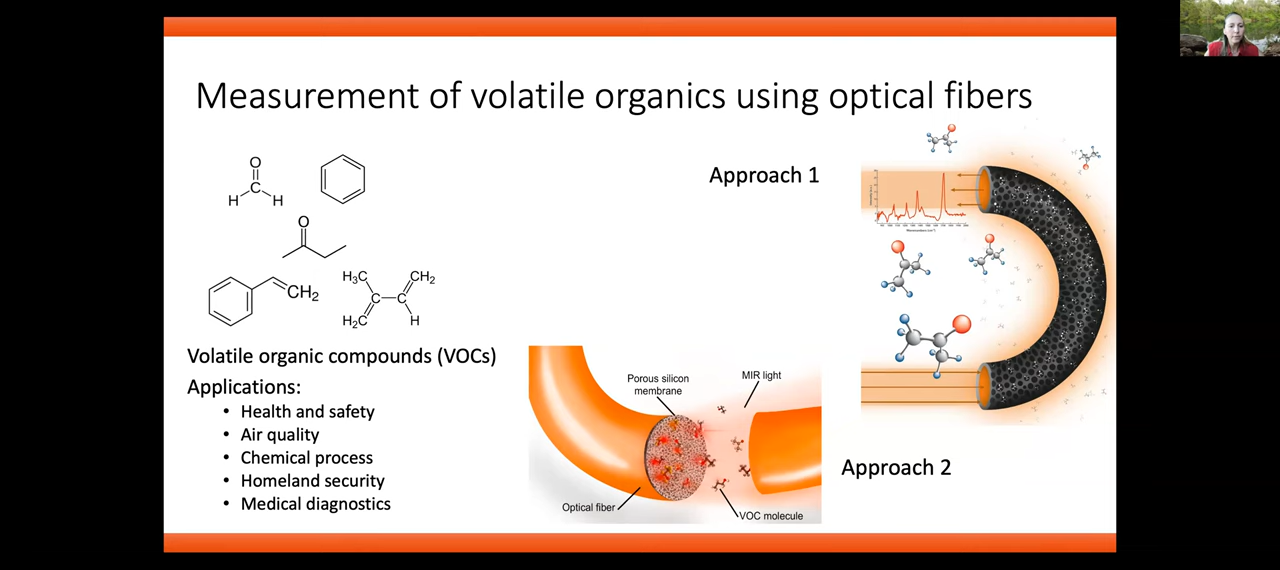 Measurement of volatile organics using optical fibers
O
C
H
H
O
CH2
H3C
CH2
C
C
H2C
H
Volatile organic compounds (VOCs)
Applications:
• Health and safety
• Air quality
• Chemical process
• Homeland security
• Medical diagnostics
Approach 1
Porous silicon
membrane
MIR light
Optical fiber
VOC molecule
Approach 2